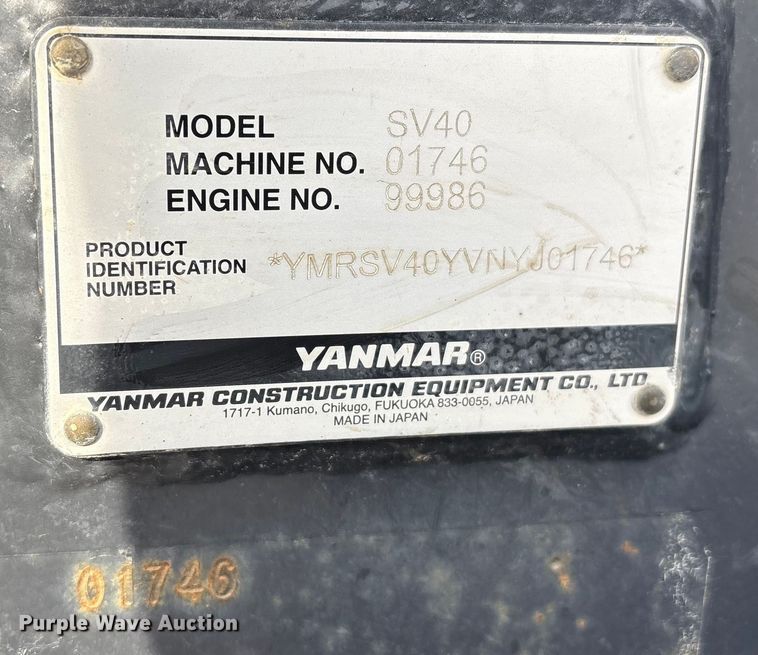 MODEL SV40
MACHINE NO. 01746
ENGINE NO. 99986
PRODUCT
IDENTIFICATION
NUMBER
*YMRSV40YVNYJ01746*
YANMAR®
YANMAR CONSTRUCTION EQUIPMENT CO., LTD
1717-1 Kumano, Chikugo, FUKUOKA 833-0055, JAPAN
MADE IN JAPAN
01746
Purple Wave Auction